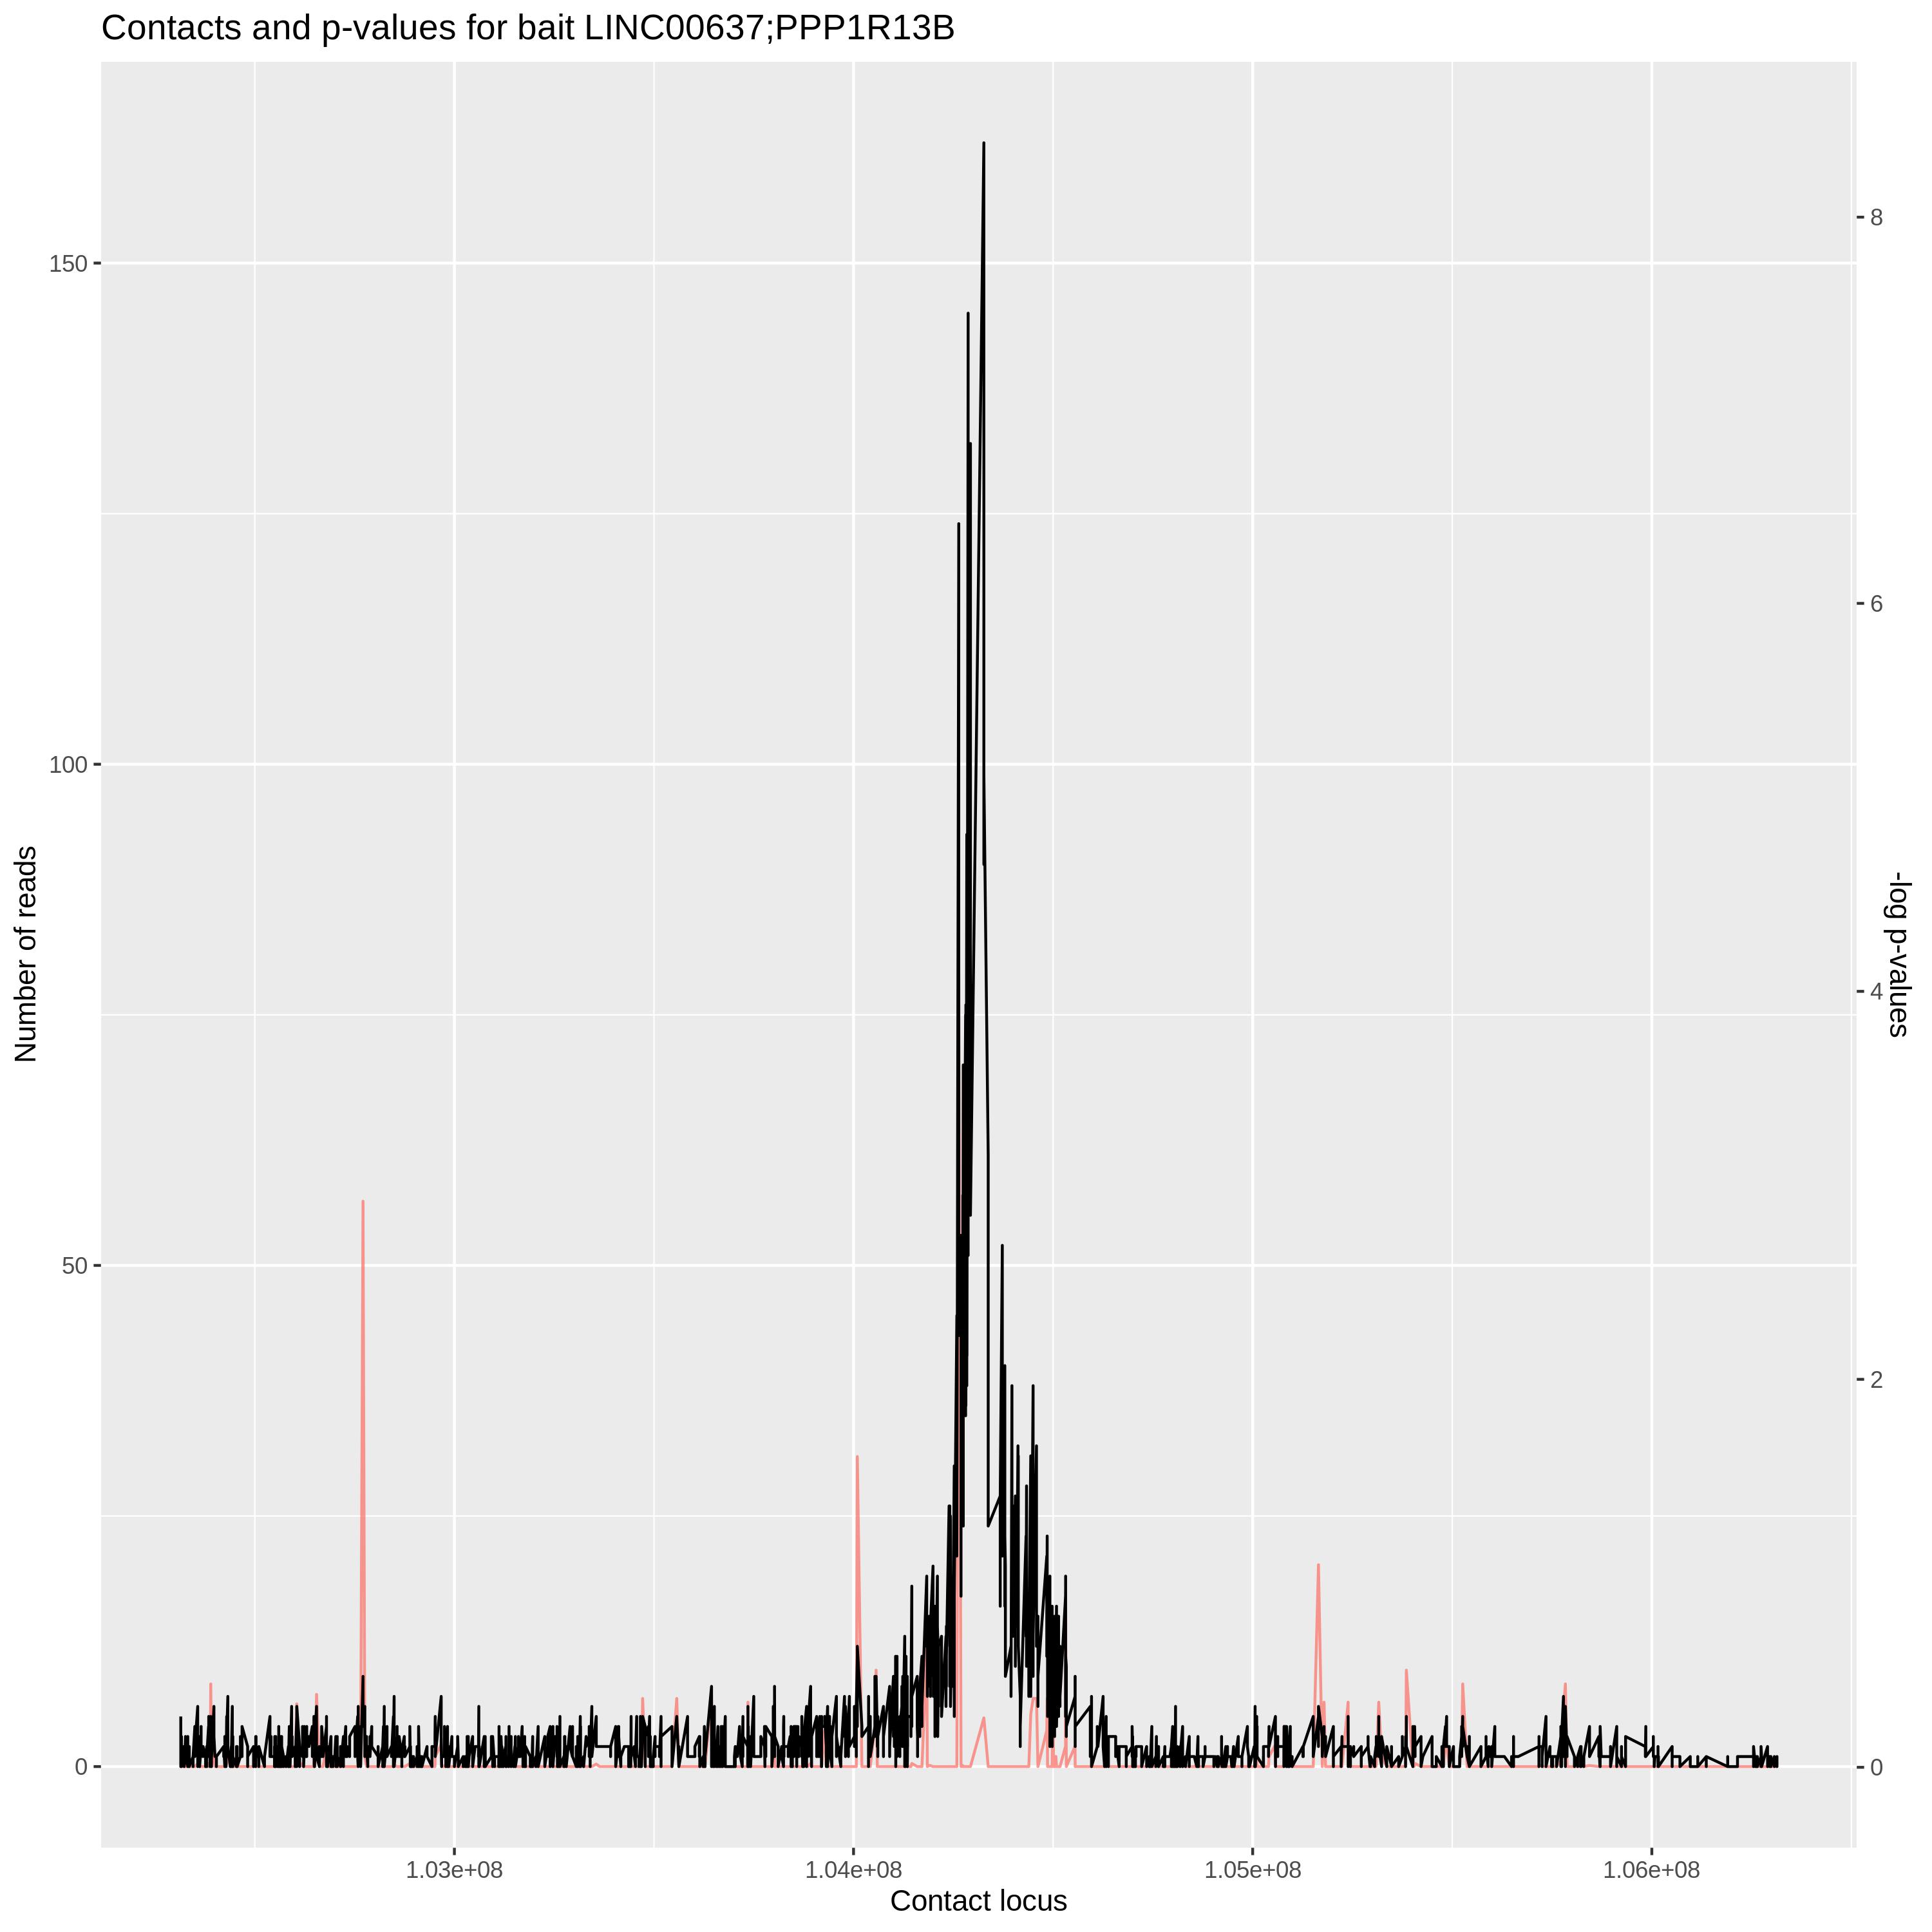 Contacts and p-values for bait LINC00637;PPP1R13B
150
100
50
0
Number of reads
8
6
4
2
0
-log p-values
1.03e+08
1.04e+08
1.05e+08
1.06e+08
Contact locus